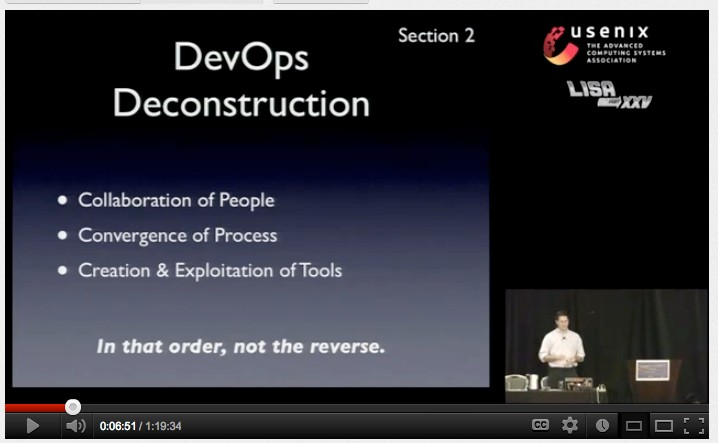 DevOps
Deconstruction
Section 2
usenix
THE ADVANCED
COMPUTING SYSTEMS
ASSOCIATION
LISA
XXV
• Collaboration of People
• Convergence of Process
• Creation & Exploitation of Tools
In that order, not the reverse.
0:06:51 / 1:19:34
CC